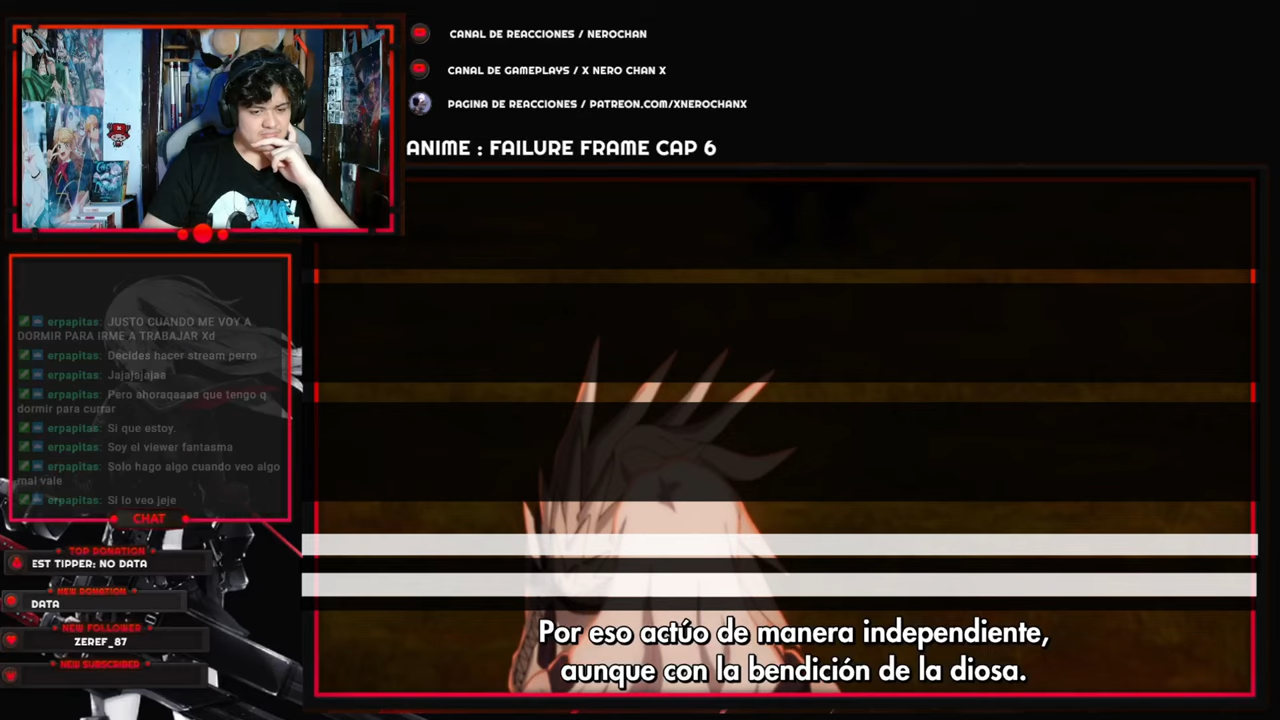 CANAL DE REACCIONES / NEROCHAN
CANAL DE GAMEPLAYS / X NERO CHAN X
PAGINA DE REACCIONES / PATREON.COM/XNEROCHANX
ANIME : FAILURE FRAME CAP 6
erpapitas: JUSTO CUANDO ME VOY A
DORMIR PARA IRME A TRABAJAR Xd
erpapitas: Decides hacer stream perro
erpapitas: Jajajajajaa
erpapitas: Pero ahoraqaaaa que tengo q
dormir para currar
erpapitas: Si que estoy.
erpapitas: Soy el viewer fantasma
erpapitas: Solo hago algo cuando veo algo
mal vale
erpapitas: Si lo veo jeje
CHAT
TOP DONATION
EST TIPPER: NO DATA
NEW DONATION
DATA
NEW FOLLOWER
ZEREF_87
NEW SUBSCRIBER
Por eso actúo de manera independiente,
aunque con la bendición de la diosa.